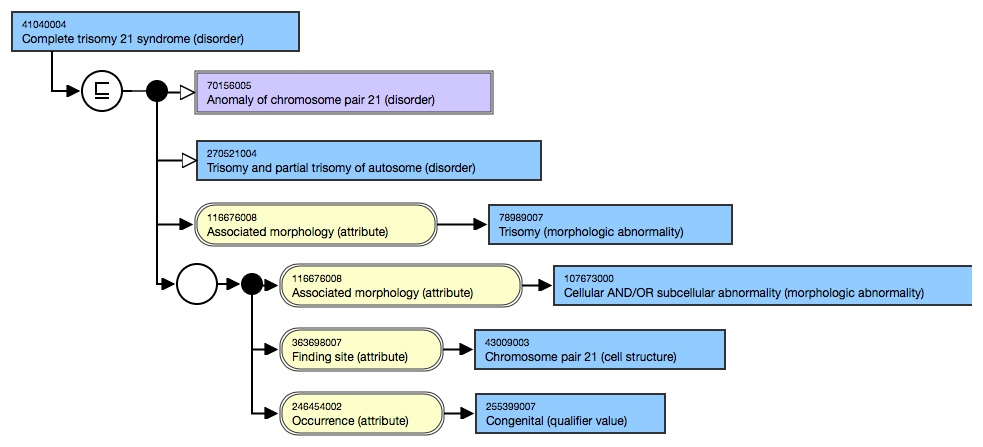 41040004
Complete trisomy 21 syndrome (disorder)
⊑
70156005
Anomaly of chromosome pair 21 (disorder)
270521004
Trisomy and partial trisomy of autosome (disorder)
116676008
Associated morphology (attribute)
78989007
Trisomy (morphologic abnormality)
116676008
Associated morphology (attribute)
107673000
Cellular AND/OR subcellular abnormality (morphologic abnormality)
363698007
Finding site (attribute)
43009003
Chromosome pair 21 (cell structure)
246454002
Occurrence (attribute)
255399007
Congenital (qualifier value)